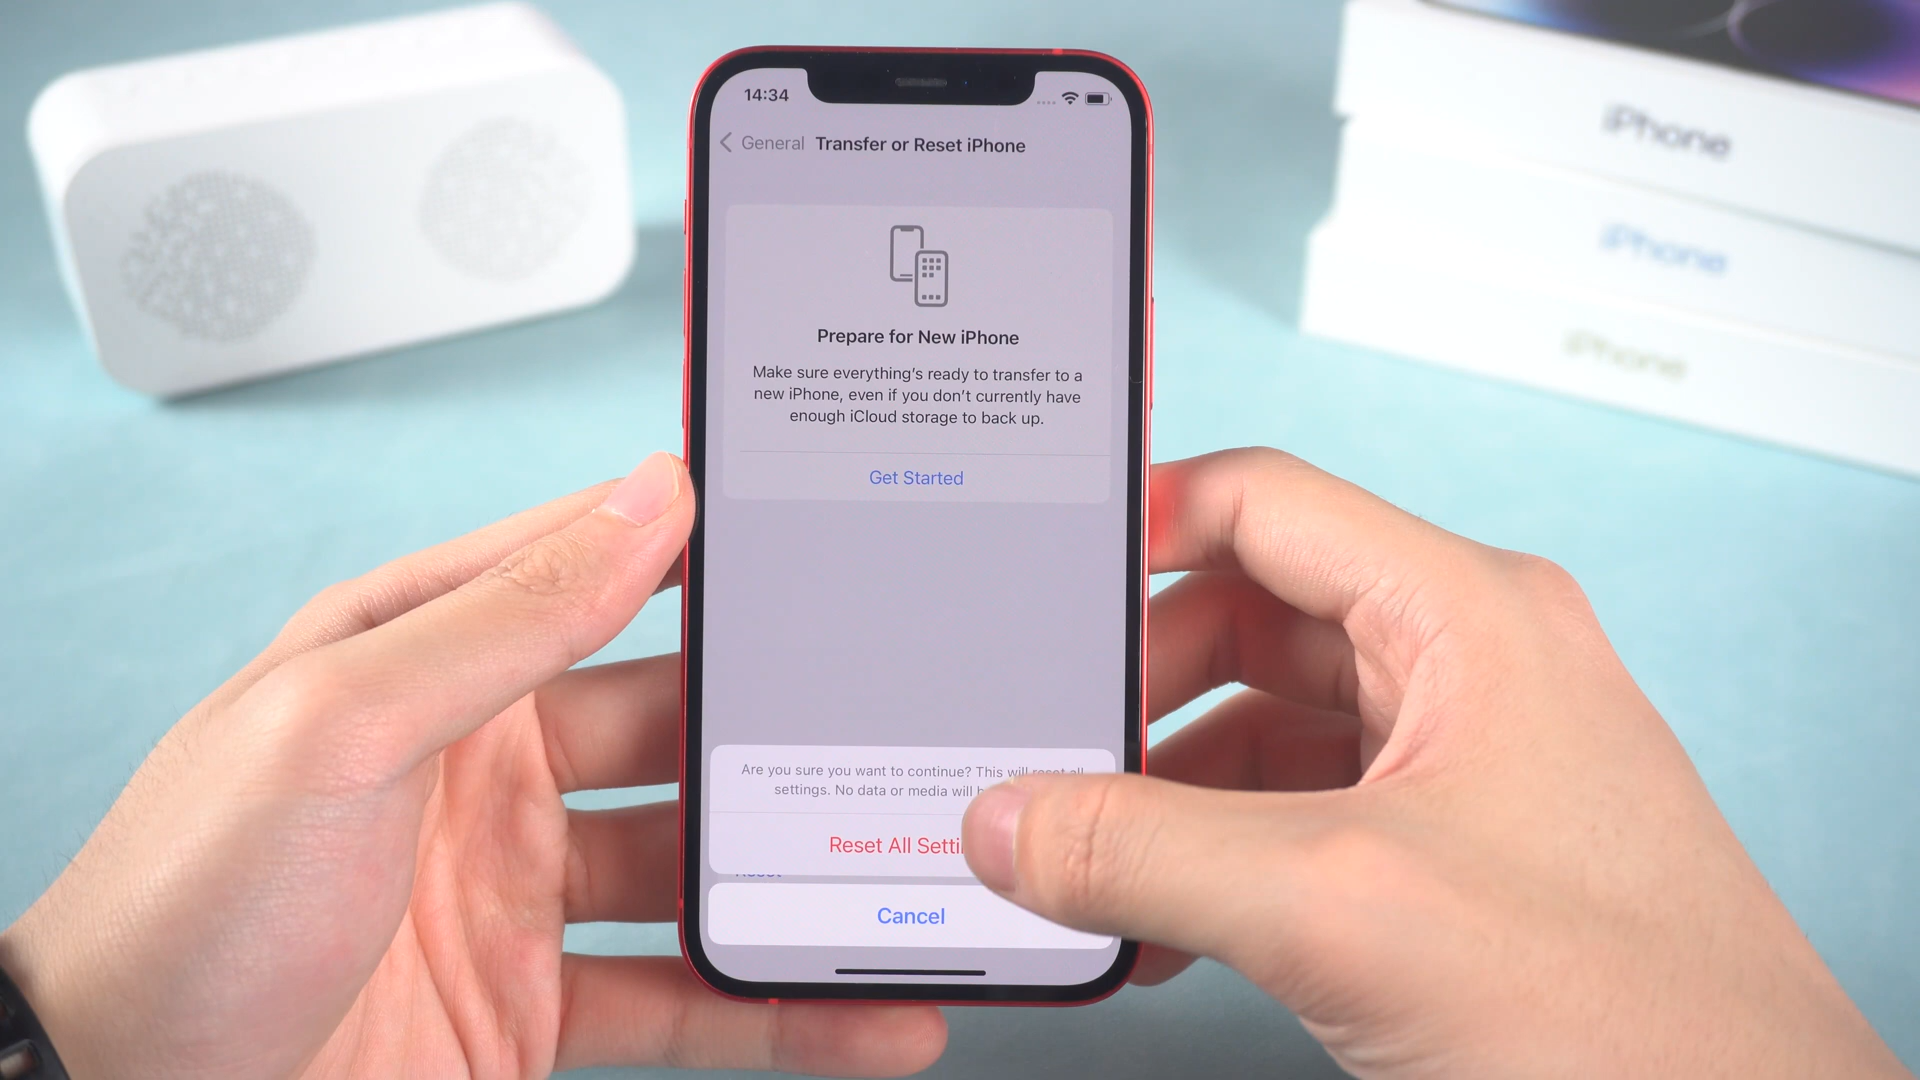 14:34
General Transfer or Reset iPhone
Prepare for New iPhone
Make sure everything's ready to transfer to a
new iPhone, even if you don't currently have
enough iCloud storage to back up.
Get Started
Are you sure you want to continue? This will reset all
settings. No data or media will
Reset All
Cancel
iPhone
iPhone
iPhone